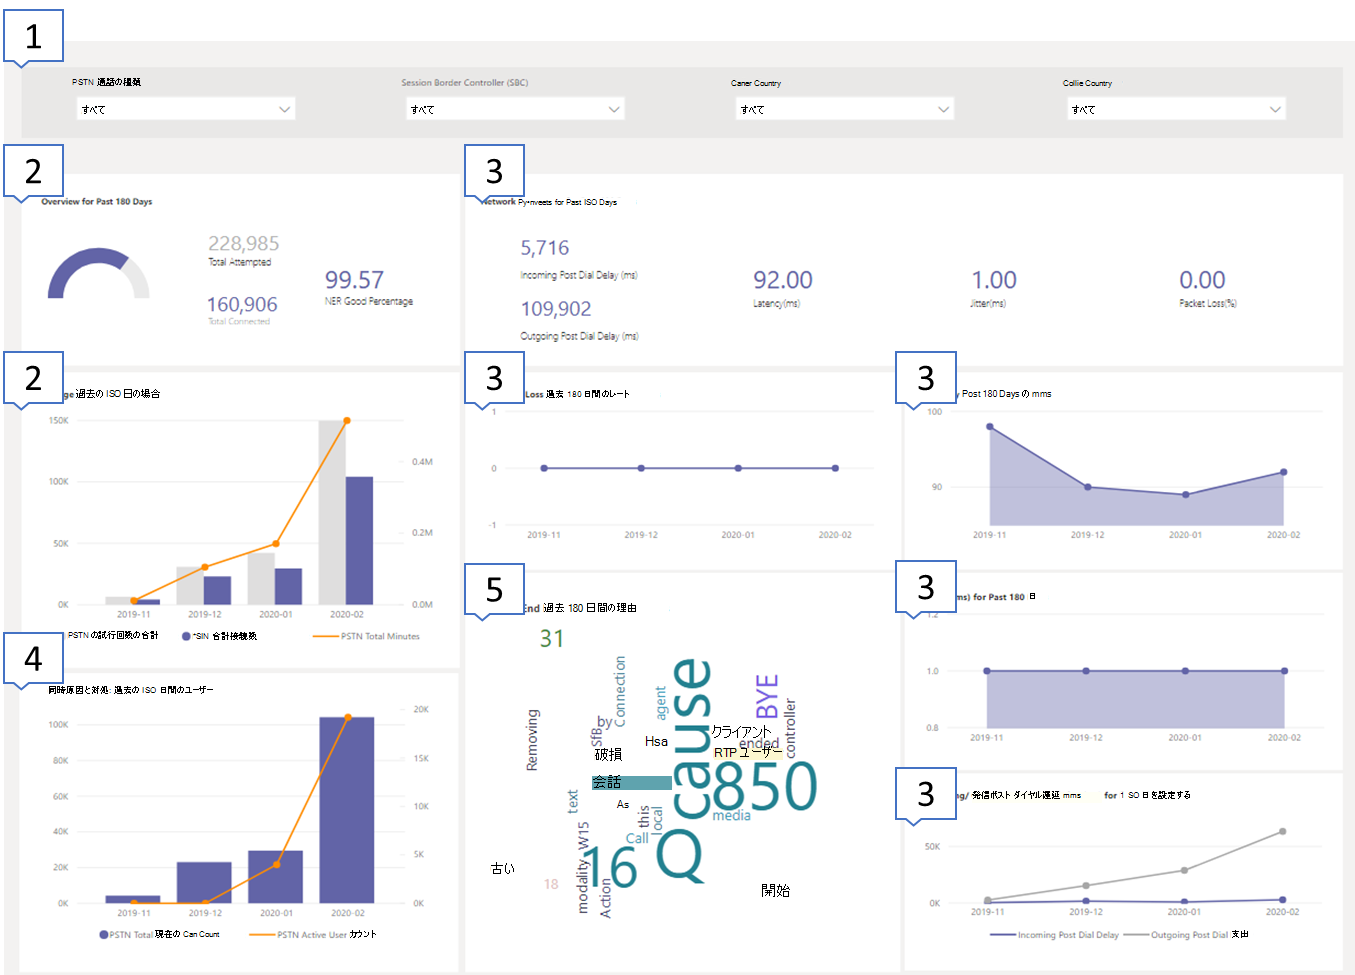 1
PSTN 通話の種類
Session Border Controller (SBC)
Caner Country
Collie Country
すべて
すべて
すべて
すべて
2
Overview for Past 180 Days
228,985
Total Attempted
160,906
Total Connected
99.57
NER Good Percentage
3
Network Py•nveets for Past ISO Days
5,716
Incoming Post Dial Delay (ms)
109,902
Outgoing Post Dial Delay (ms)
92.00
Latency(ms)
1.00
Jitter(ms)
0.00
Packet Loss(%)
2
ge 過去の ISO 日の場合
150K
100K
50K
0K
0.4M
0.2M
0.0M
2019-11
2019-12
2020-01
2020-02
PSTN の試行回数の合計
*SIN 合計接続数
PSTN Total Minutes
3
Loss 過去 180 日間のレート
1
0
-1
2019-11
2019-12
2020-01
2020-02
3
y Post 180 Days の mms
100
90
2019-11
2019-12
2020-01
2020-02
4
同時原因と対処: 過去の ISO 日間のユーザー
100K
80K
60K
40K
20K
0K
20K
15K
10K
5K
0K
2019-11
2019-12
2020-01
2020-02
PSTN Total 現在の Can Count
PSTN Active User カウント
5
End 過去 180 日間の理由
31
Connection
agent
cause
BYE
Removing
by
SfB
Hsa
クライアント
controller
破損
ended
RTP ユーザー
会話
850
text
As
this
local
media
Call
W15
16
Q
modality
古い
18
Action
開始
3
ms) for Past 180 日
1.2
1.0
0.8
2019-11
2019-12
2020-01
2020-02
3
ng/ 発信ポスト ダイヤル遅延 mms for 1 SO 日を設定する
50K
0K
2019-11
2019-12
2020-01
2020-02
Incoming Post Dial Delay
Outgoing Post Dial 支出